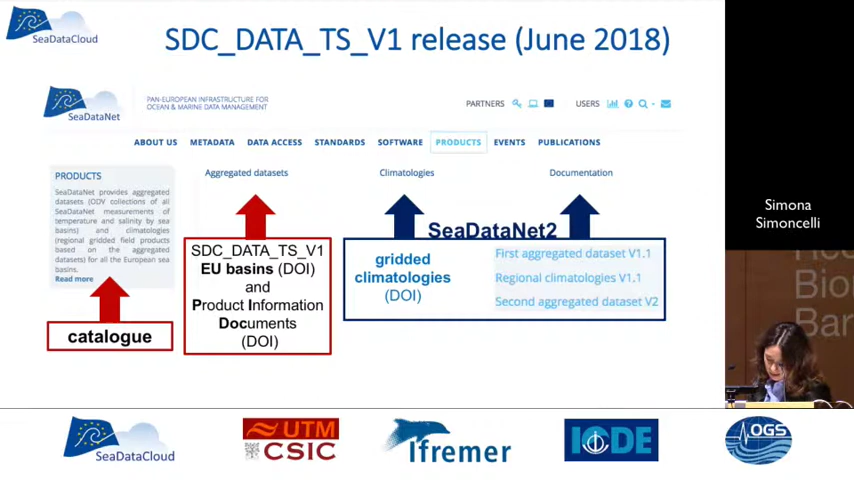 SeaDataCloud
SDC_DATA_TS_V1 release (June 2018)
SeaDataNet
PAN-EUROPEAN INFRASTRUCTURE FOR
OCEAN & MARINE DATA MANAGEMENT
PARTNERS
USERS
ABOUT US METADATA DATA ACCESS STANDARDS SOFTWARE PRODUCTS EVENTS PUBLICATIONS
PRODUCTS
SeaDataNet provides aggregated
datasets (ODV collections of all
SeaDataNet measurements of
temperature and salinity by sea
basins) and climatologies
(regional gridded field products
based on the aggregated
datasets) for all the European sea
basins.
Read more
catalogue
Aggregated datasets
Climatologies
Documentation
SDC_DATA_TS_V1
EU basins (DOI)
and
Product Information
Documents
(DOI)
SeaDataNet2
gridded
climatologies
(DOI)
First aggregated dataset V1.1
Regional climatologies V1.1
Second aggregated dataset V2
Simona
Simoncelli
Bio
Bar
SeaDataCloud
UTM
CSIC
Ifremer
IODE
OGS